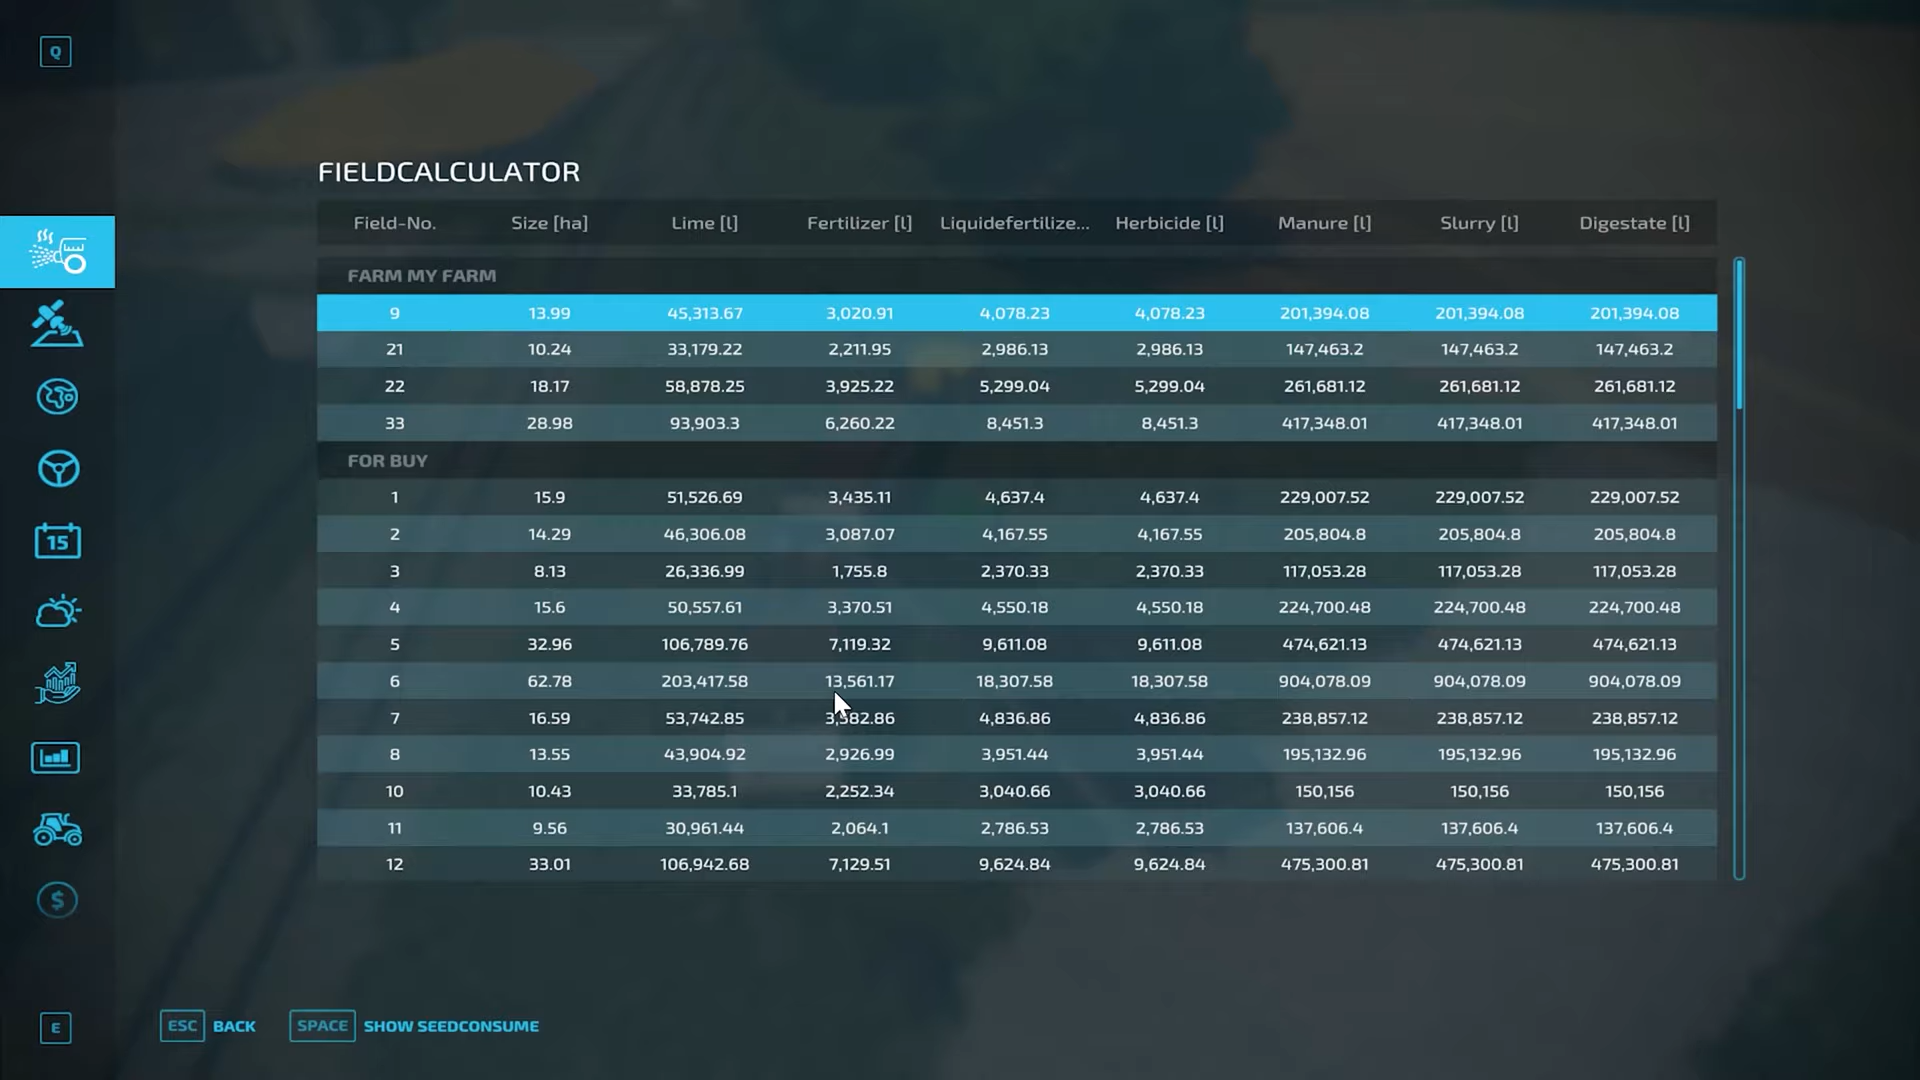 Q
FIELDCALCULATOR
Field-No. Size [ha] Lime [l] Fertilizer [l] Liquidefertilize... Herbicide [l] Manure [l] Slurry [l] Digestate [l]
FARM MY FARM
9 13.99 45,313.67 3,020.91 4,078.23 4,078.23 201,394.08 201,394.08 201,394.08
21 10.24 33,179.22 2,211.95 2,986.13 2,986.13 147,463.2 147,463.2 147,463.2
22 18.17 58,878.25 3,925.22 5,299.04 5,299.04 261,681.12 261,681.12 261,681.12
33 28.98 93,903.3 6,260.22 8,451.3 8,451.3 417,348.01 417,348.01 417,348.01
FOR BUY
1 15.9 51,526.69 3,435.11 4,637.4 4,637.4 229,007.52 229,007.52 229,007.52
2 14.29 46,306.08 3,087.07 4,167.55 4,167.55 205,804.8 205,804.8 205,804.8
3 8.13 26,336.99 1,755.8 2,370.33 2,370.33 117,053.28 117,053.28 117,053.28
4 15.6 50,557.61 3,370.51 4,550.18 4,550.18 224,700.48 224,700.48 224,700.48
5 32.96 106,789.76 7,119.32 9,611.08 9,611.08 474,621.13 474,621.13 474,621.13
6 62.78 203,417.58 13,561.17 18,307.58 18,307.58 904,078.09 904,078.09 904,078.09
7 16.59 53,742.85 3,582.86 4,836.86 4,836.86 238,857.12 238,857.12 238,857.12
8 13.55 43,904.92 2,926.99 3,951.44 3,951.44 195,132.96 195,132.96 195,132.96
10 10.43 33,785.1 2,252.34 3,040.66 3,040.66 150,156 150,156 150,156
11 9.56 30,961.44 2,064.1 2,786.53 2,786.53 137,606.4 137,606.4 137,606.4
12 33.01 106,942.68 7,129.51 9,624.84 9,624.84 475,300.81 475,300.81 475,300.81
15
$
E
ESC BACK SPACE SHOW SEEDCONSUME